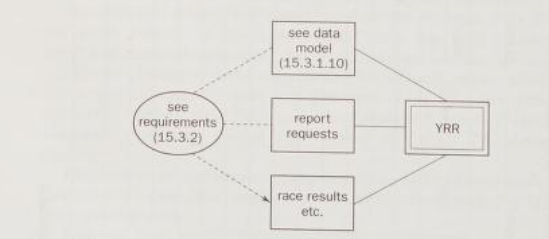 see data
model
(15.3.1.10)
see
requirements
(15.3.2)
report
requests
YRR
race results
etc.